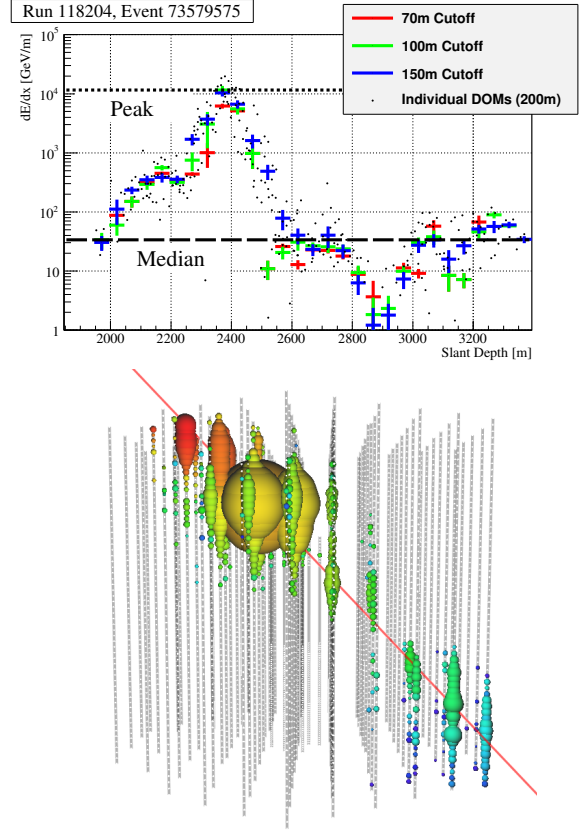 Run 118204, Event 73579575
70m Cutoff
100m Cutoff
150m Cutoff
Individual DOMs (200m)
dE/dx [GeV/m]
10^5
10^4
10^3
10^2
10
1
Peak
Median
2000 2200 2400 2600 2800 3000 3200
Slant Depth [m]